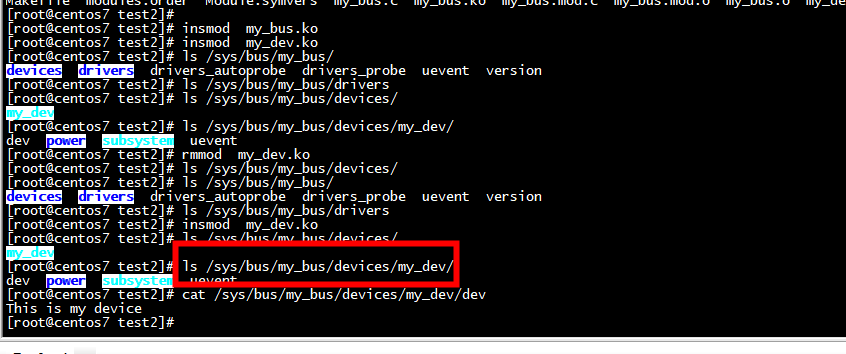 Makefile modules.order Module.symvers my_bus.c my_bus.ko my_bus.mod.c my_bus.mod.o my_bus.o my_de
[root@centos7 test2]#
[root@centos7 test2]# insmod  my_bus.ko
[root@centos7 test2]# insmod  my_dev.ko
[root@centos7 test2]# ls /sys/bus/my_bus/
devices  drivers  drivers_autoprobe  drivers_probe  uevent  version
[root@centos7 test2]# ls /sys/bus/my_bus/drivers
[root@centos7 test2]# ls /sys/bus/my_bus/devices/
my_dev
[root@centos7 test2]# ls /sys/bus/my_bus/devices/my_dev/
dev  power  subsystem  uevent
[root@centos7 test2]# rmmod  my_dev.ko
[root@centos7 test2]# ls /sys/bus/my_bus/devices/
[root@centos7 test2]# ls /sys/bus/my_bus/
devices  drivers  drivers_autoprobe  drivers_probe  uevent  version
[root@centos7 test2]# ls /sys/bus/my_bus/drivers
[root@centos7 test2]# insmod  my_dev.ko
[root@centos7 test2]# ls /sys/bus/my_bus/devices/
my_dev
[root@centos7 test2]# ls /sys/bus/my_bus/devices/my_dev/
dev  power  subsystem  uevent
[root@centos7 test2]# cat /sys/bus/my_bus/devices/my_dev/dev
This is my device
[root@centos7 test2]#